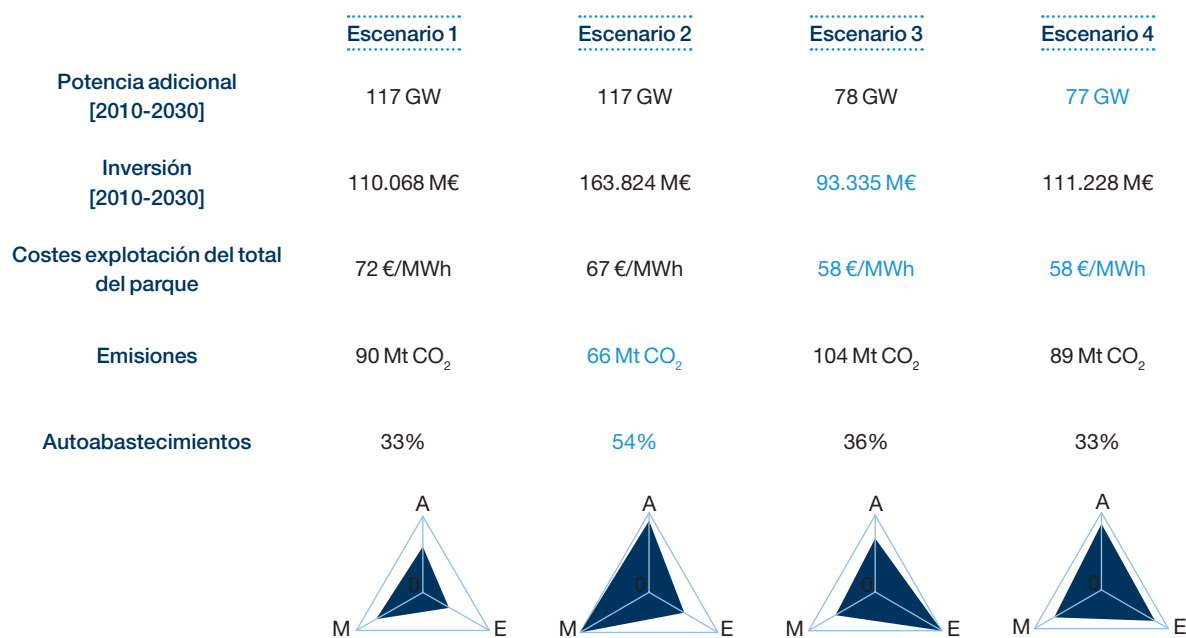 Escenario 1 Escenario 2 Escenario 3 Escenario 4
Potencia adicional
[2010-2030]
117 GW 117 GW 78 GW 77 GW
Inversión
[2010-2030]
110.068 M€ 163.824 M€ 93.335 M€ 111.228 M€
Costes explotación del total
del parque
72 €/MWh 67 €/MWh 58 €/MWh 58 €/MWh
Emisiones 90 Mt CO₂ 66 Mt CO₂ 104 Mt CO₂ 89 Mt CO₂
Autoabastecimientos 33% 54% 36% 33%
A A A A
0 0 0 0
M E M E M E M E